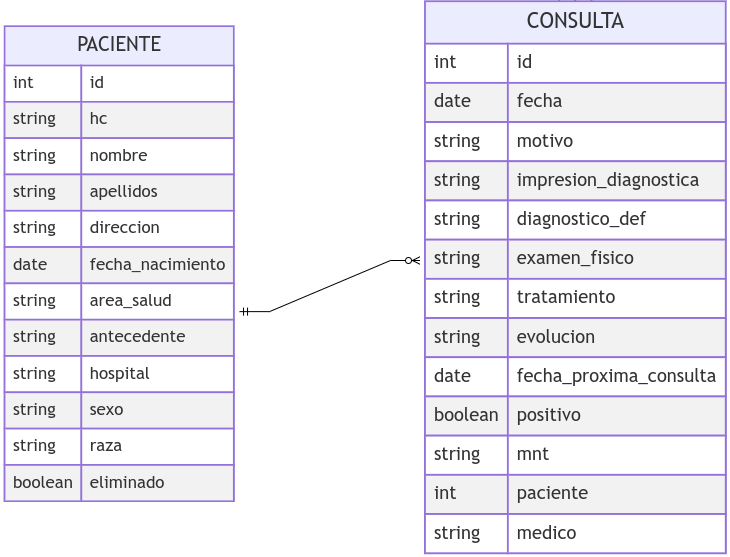 PACIENTE
int id
string hc
string nombre
string apellidos
string direccion
date fecha_nacimiento
string area_salud
string antecedente
string hospital
string sexo
string raza
boolean eliminado
CONSULTA
int id
date fecha
string motivo
string impresion_diagnostica
string diagnostico_def
string examen_fisico
string tratamiento
string evolucion
date fecha_proxima_consulta
boolean positivo
string mnt
int paciente
string medico